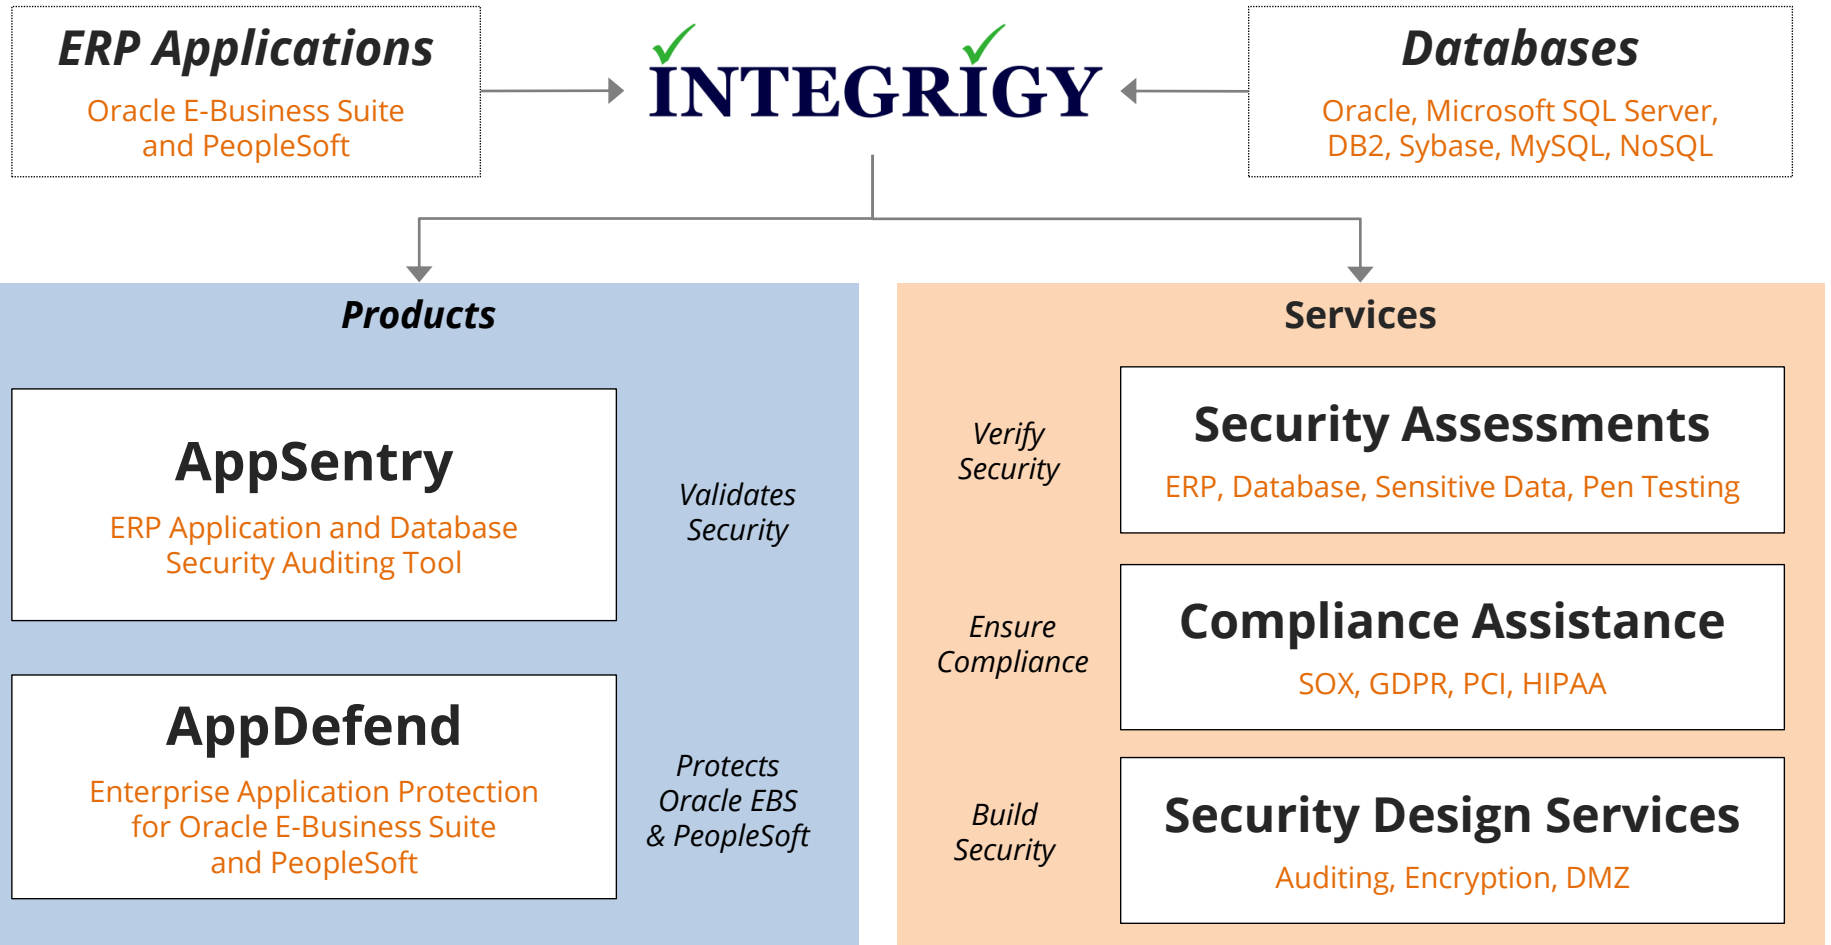 ERP Applications
Oracle E-Business Suite
and PeopleSoft
INTEGRIGY
Databases
Oracle, Microsoft SQL Server,
DB2, Sybase, MySQL, NoSQL
Products
AppSentry
ERP Application and Database
Security Auditing Tool
Validates
Security
AppDefend
Enterprise Application Protection
for Oracle E-Business Suite
and PeopleSoft
Protects
Oracle EBS
& PeopleSoft
Services
Verify
Security
Security Assessments
ERP, Database, Sensitive Data, Pen Testing
Ensure
Compliance
Compliance Assistance
SOX, GDPR, PCI, HIPAA
Build
Security
Security Design Services
Auditing, Encryption, DMZ